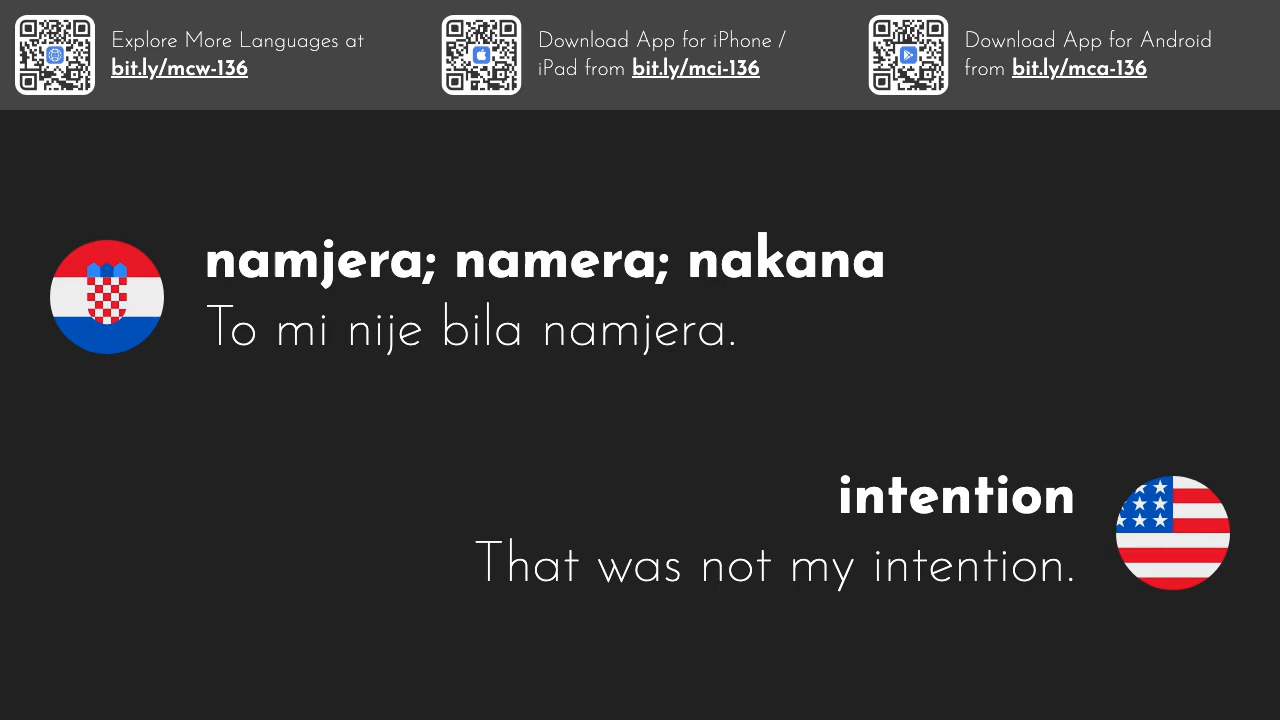 Explore More Languages at
bit.ly/mcw-136
Download App for iPhone /
iPad from bit.ly/mci-136
Download App for Android
from bit.ly/mca-136
namjera; namera; nakana
To mi nije bila namjera.
intention
That was not my intention.